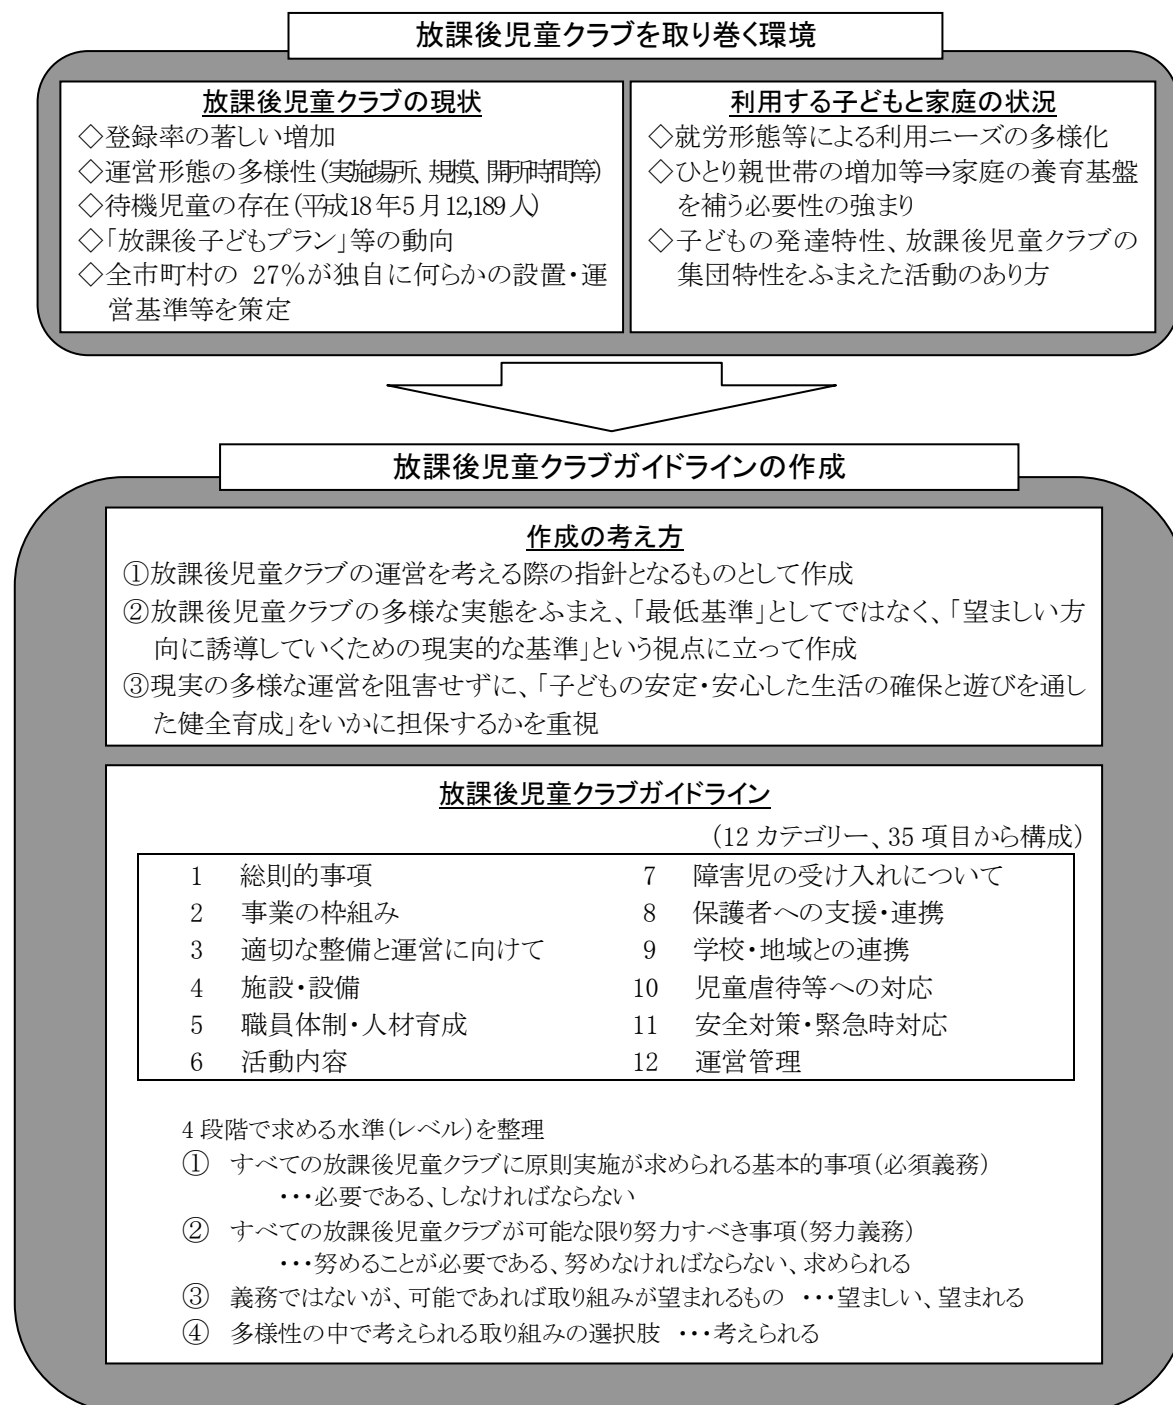 放課後児童クラブを取り巻く環境
放課後児童クラブの現状
◇登録率の著しい増加
◇運営形態の多様性(実施場所、規模、開所時間等)
◇待機児童の存在(平成18年5月12,189人)
◇「放課後子どもプラン」等の動向
◇全市町村の 27%が独自に何らかの設置・運
営基準等を策定
利用する子どもと家庭の状況
◇就労形態等による利用ニーズの多様化
◇ひとり親世帯の増加等⇒家庭の養育基盤
を補う必要性の強まり
◇子どもの発達特性、放課後児童クラブの
集団特性をふまえた活動のあり方
放課後児童クラブガイドラインの作成
作成の考え方
①放課後児童クラブの運営を考える際の指針となるものとして作成
②放課後児童クラブの多様な実態をふまえ、「最低基準」としてではなく、「望ましい方
向に誘導していくための現実的な基準」という視点に立って作成
③現実の多様な運営を阻害せずに、「子どもの安定・安心した生活の確保と遊びを通し
た健全育成」をいかに担保するかを重視
放課後児童クラブガイドライン
(12 カテゴリー、35 項目から構成)
1 総則的事項
2 事業の枠組み
3 適切な整備と運営に向けて
4 施設・設備
5 職員体制・人材育成
6 活動内容
7 障害児の受け入れについて
8 保護者への支援・連携
9 学校・地域との連携
10 児童虐待等への対応
11 安全対策・緊急時対応
12 運営管理
4 段階で求める水準(レベル)を整理
① すべての放課後児童クラブに原則実施が求められる基本的事項(必須義務)
・・・必要である、しなければならない
② すべての放課後児童クラブが可能な限り努力すべき事項(努力義務)
・・・努めることが必要である、努めなければならない、求められる
③ 義務ではないが、可能であれば取り組みが望まれるもの ・・・望ましい、望まれる
④ 多様性の中で考えられる取り組みの選択肢 ・・・考えられる